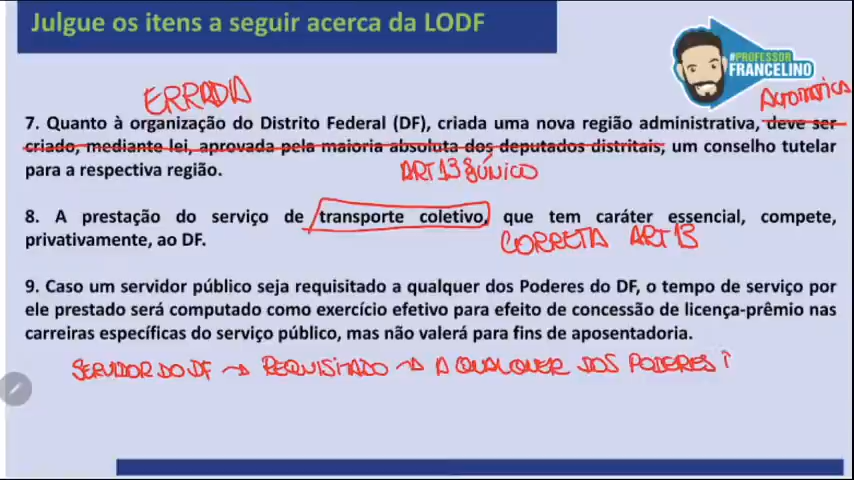 Julgue os itens a seguir acerca da LODF
#PROFESSOR
FRANCELINO
ERRADA
AUTOMATICA
7. Quanto à organização do Distrito Federal (DF), criada uma nova região administrativa, deve ser
criado, mediante lei, aprovada pela maioria absoluta dos deputados distritais, um conselho tutelar
para a respectiva região.
ART 13 § ÚNICO
8. A prestação do serviço de transporte coletivo, que tem caráter essencial, compete,
privativamente, ao DF.
CORRETA ART 13
9. Caso um servidor público seja requisitado a qualquer dos Poderes do DF, o tempo de serviço por
ele prestado será computado como exercício efetivo para efeito de concessão de licença-prêmio nas
carreiras específicas do serviço público, mas não valerá para fins de aposentadoria.
SERVIDOR DO DF → REQUISITADO → A QUALQUER DOS PODERES